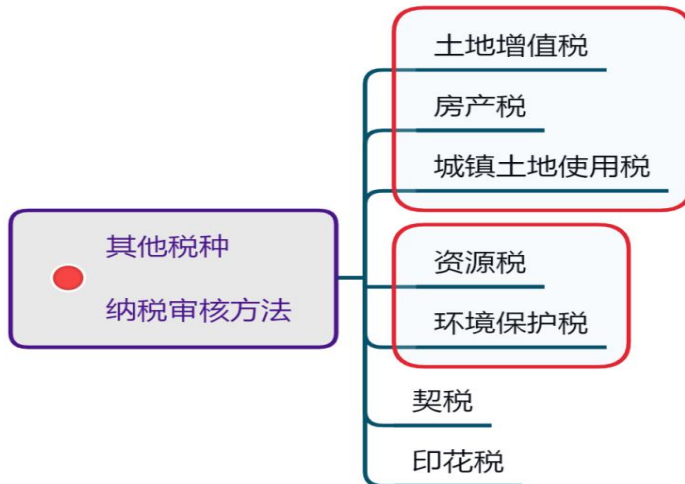 土地增值税
房产税
城镇土地使用税
其他税种
纳税审核方法
资源税
环境保护税
契税
印花税